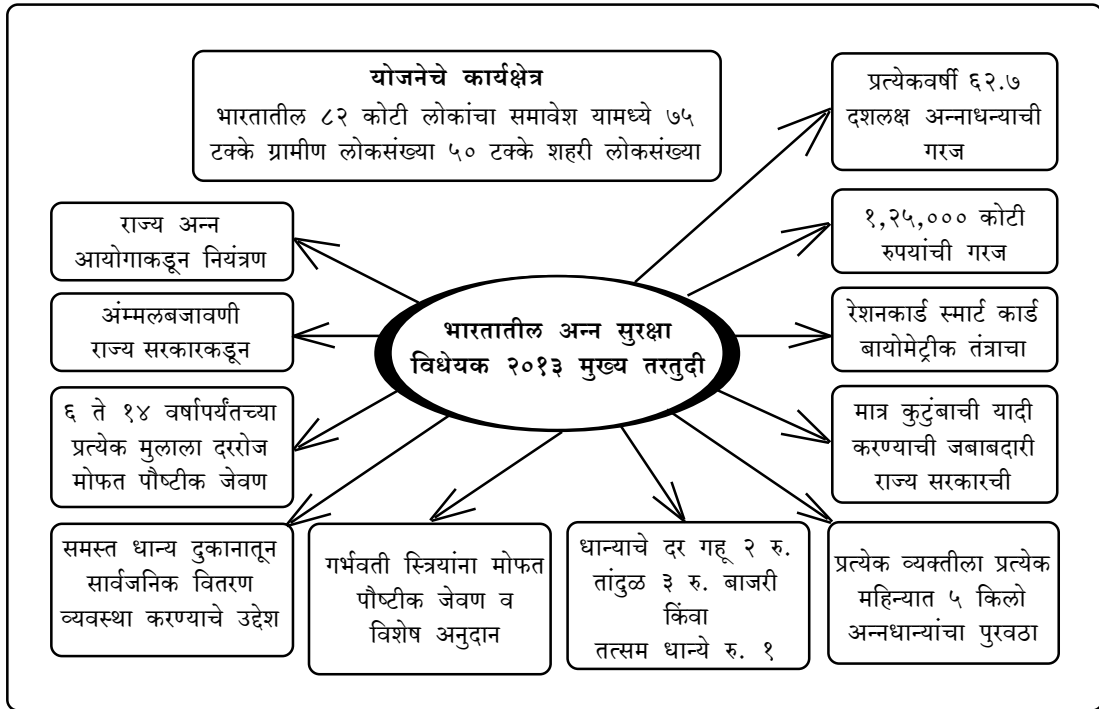 योजनेचे कार्यक्षेत्र
भारतातील ८२ कोटी लोकांचा समावेश यामध्ये ७५
टक्के ग्रामीण लोकसंख्या ५० टक्के शहरी लोकसंख्या
प्रत्येकवर्षी ६२.७
दशलक्ष अन्नाधन्याची
गरज
राज्य अन्न
आयोगाकडून नियंत्रण
१,२५,००० कोटी
रुपयांची गरज
अंम्मलबजावणी
राज्य सरकारकडून
भारतातील अन्न सुरक्षा
विधेयक २०१३ मुख्य तरतुदी
रेशनकार्ड स्मार्ट कार्ड
बायोमेट्रीक तंत्राचा
६ ते १४ वर्षापर्यंतच्या
प्रत्येक मुलाला दररोज
मोफत पौष्टीक जेवण
मात्र कुटुंबाची यादी
करण्याची जबाबदारी
राज्य सरकारची
समस्त धान्य दुकानातून
सार्वजनिक वितरण
व्यवस्था करण्याचे उद्देश
गर्भवती स्त्रियांना मोफत
पौष्टीक जेवण व
विशेष अनुदान
धान्याचे दर गहू २ रु.
तांदुळ ३ रु. बाजरी
किंवा
तत्सम धान्ये रु. १
प्रत्येक व्यक्तीला प्रत्येक
महिन्यात ५ किलो
अन्नधान्यांचा पुरवठा